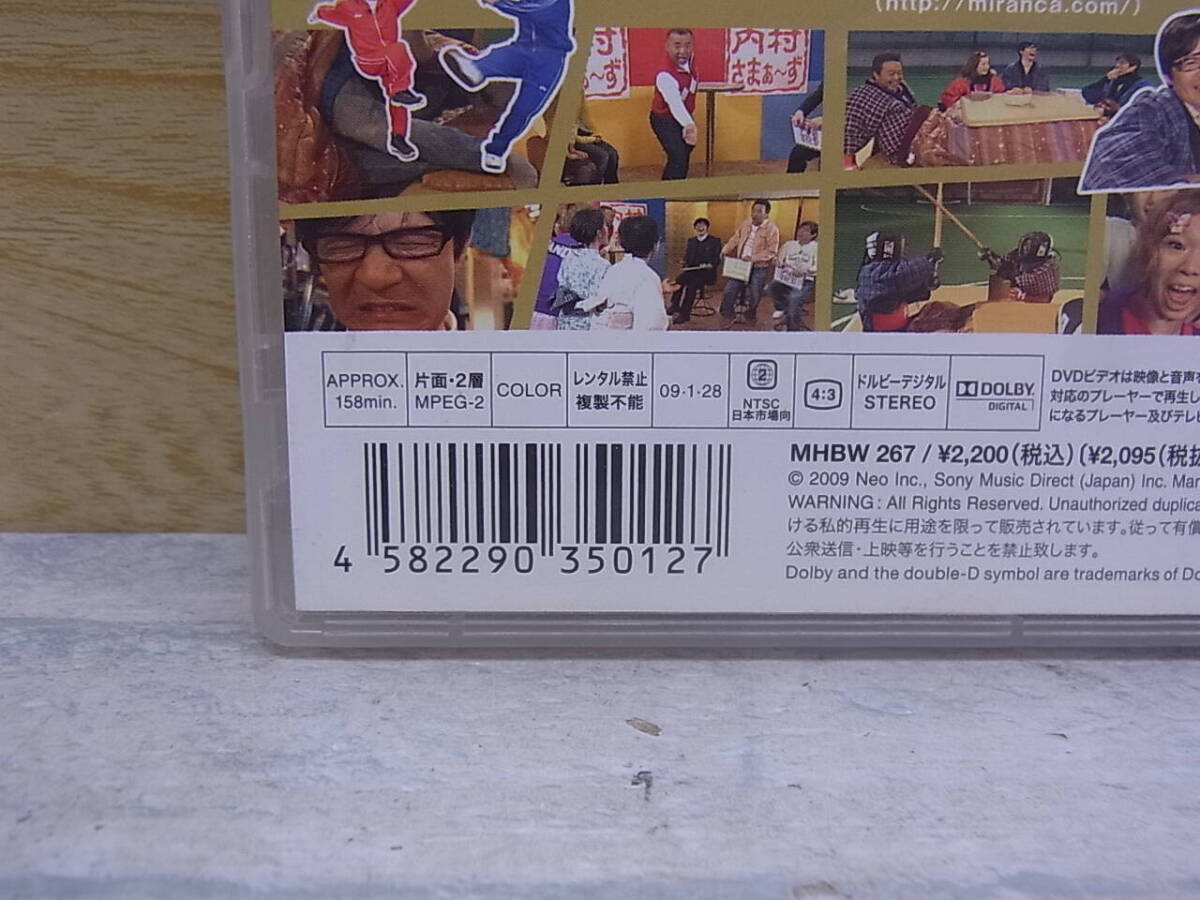 (http://miranca.com/)
内村
さまぁ〜ず
APPROX.
158min.
片面・2層
MPEG-2
COLOR
レンタル禁止
複製不能
09・1・28
2
NTSC
日本市場向
4:3
ドルビーデジタル
STEREO
DOLBY
DIGITAL
DVDビデオは映像と音声を
対応のプレーヤーで再生し
になるプレーヤー及びテレビ
MHBW 267 / ¥2,200(税込) (¥2,095(税抜
© 2009 Neo Inc., Sony Music Direct (Japan) Inc. Man
WARNING : All Rights Reserved. Unauthorized duplica
ける私的再生に用途を限って販売されています。従って有償
公衆送信・上映等を行うことを禁止致します。
Dolby and the double-D symbol are trademarks of Do
4 582290 350127